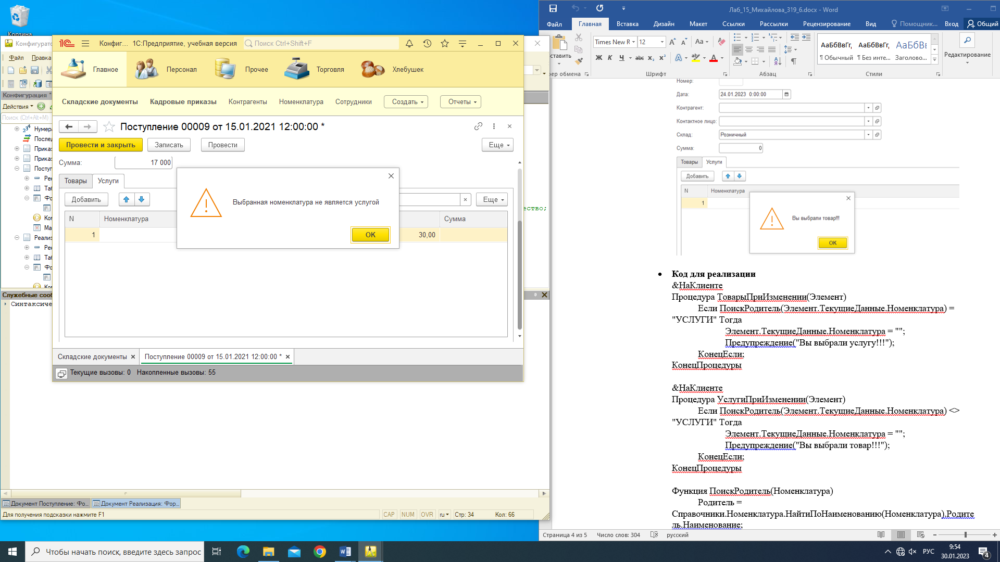 Корзина
Конфигурато
Файл Правка
Конфигурация *
Действия
Поиск (Ctrl+Alt+M)
Нумера
Послед
Приказ
Приказ
Поступ
Рек
Таб
Фо
Ком
Ма
Реализ
Рек
Таб
Фо
Ком
Служебные сооб
Синтаксиче
1С Конфиг... 1С:Предприятие, учебная версия Поиск Ctrl+Shift+F
Главное Персонал Прочее Торговля Хлебушек
Складские документы Кадровые приказы Контрагенты Номенклатура Сотрудники Создать Отчеты
Поступление 00009 от 15.01.2021 12:00:00 *
Провести и закрыть Записать Провести Еще
Сумма: 17 000
Товары Услуги
Добавить Еще
N Номенклатура Сумма
1 30,00
Выбранная номенклатура не является услугой
OK
ество;
Складские документы × Поступление 00009 от 15.01.2021 12:00:00 * ×
Текущие вызовы: 0 Накопленные вызовы: 55
Документ Поступление: Фо... Документ Реализация: Фор...
Для получения подсказки нажмите F1 CAP NUM OVR ru Стр: 34 Кол: 66
Лаб_15_Михайлова_319_6.docx - Word
Файл Главная Вставка Дизайн Макет Ссылки Рассылки Рецензирование Вид Помощник... Вход Общий
ставить Times New R 12 Aa
Ж К Ч abc x₂ x²
АаБбВвГг, АаБбВвГг, АаБбВв
¶ Обычный ¶ Без инте... Заголово...
Редактирование
фер обмена Шрифт Абзац Стили
Номер:
Дата: 24.01.2023 0:00:00
Контрагент:
Контактное лицо:
Склад: Розничный
Сумма: 0
Товары Услуги
Добавить
N Номенклатура
1
Вы выбрали товар!!!
OK
• Код для реализации
&НаКлиенте
Процедура ТоварыПриИзменении(Элемент)
Если ПоискРодитель(Элемент.ТекущиеДанные.Номенклатура) =
"УСЛУГИ" Тогда
Элемент.ТекущиеДанные.Номенклатура = "";
Предупреждение("Вы выбрали услугу!!!");
КонецЕсли;
КонецПроцедуры
&НаКлиенте
Процедура УслугиПриИзменении(Элемент)
Если ПоискРодитель(Элемент.ТекущиеДанные.Номенклатура) <>
"УСЛУГИ" Тогда
Элемент.ТекущиеДанные.Номенклатура = "";
Предупреждение("Вы выбрали товар!!!");
КонецЕсли;
КонецПроцедуры
Функция ПоискРодитель(Номенклатура)
Родитель =
Справочники.Номенклатура.НайтиПоНаименованию(Номенклатура).Родите
ль.Наименование;
Страница 4 из 5 Число слов: 304 русский
Чтобы начать поиск, введите здесь запрос
РУС
9:54
30.01.2023
4